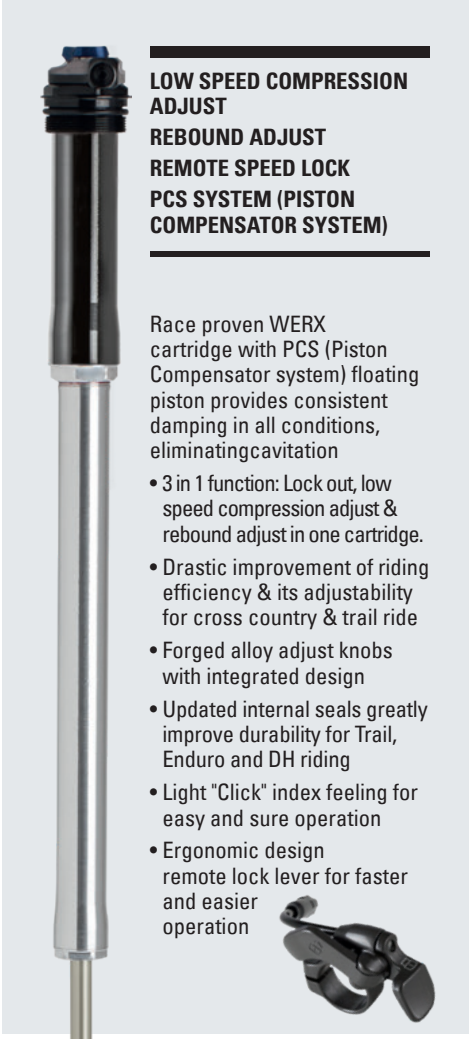 LOW SPEED COMPRESSION
ADJUST
REBOUND ADJUST
REMOTE SPEED LOCK
PCS SYSTEM (PISTON
COMPENSATOR SYSTEM)
Race proven WERX
cartridge with PCS (Piston
Compensator system) floating
piston provides consistent
damping in all conditions,
eliminatingcavitation
• 3 in 1 function: Lock out, low
speed compression adjust &
rebound adjust in one cartridge.
• Drastic improvement of riding
efficiency & its adjustability
for cross country & trail ride
• Forged alloy adjust knobs
with integrated design
• Updated internal seals greatly
improve durability for Trail,
Enduro and DH riding
• Light "Click" index feeling for
easy and sure operation
• Ergonomic design
remote lock lever for faster
and easier
operation